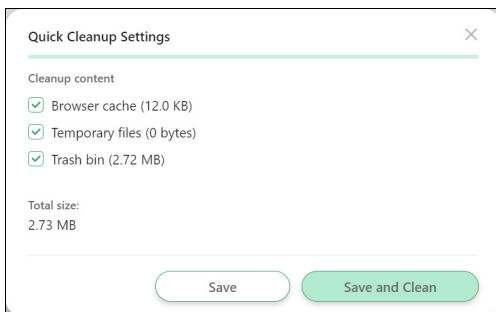 Quick Cleanup Settings
Cleanup content
Browser cache (12.0 KB)
Temporary files (0 bytes)
Trash bin (2.72 MB)
Total size:
2.73 MB
Save
Save and Clean